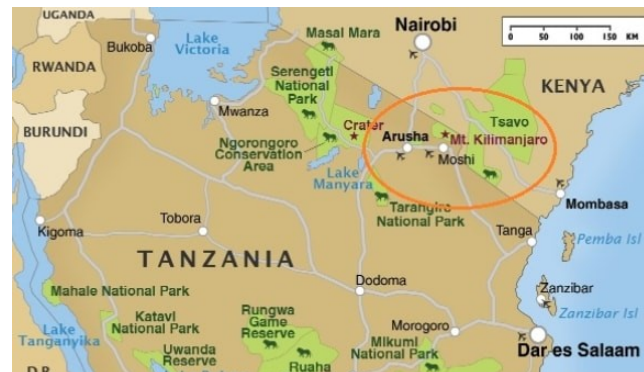 UGANDA
Lake
Victoria
Masai Mara
Nairobi
0 50 100 150 KM
Bukoba
RWANDA
Serengeti
National
Park
KENYA
Mwanza
Tsavo
BURUNDI
Crater
Arusha
Mt. Kilimanjaro
Ngorongoro
Conservation
Area
Moshi
Lake
Manyara
Mombasa
Tarangire
National Park
Kigoma
Tobora
Tanga
Pemba Isl
TANZANIA
Mahale National Park
Dodoma
Zanzibar
Zanzibar Isl
Katavi
National Park
Rungwa
Game
Reserve
Morogoro
Lake
Tanganyika
Uwanda
Reserve
Mikumi
National Park
Dar es Salaam
Ruaha
D.R.